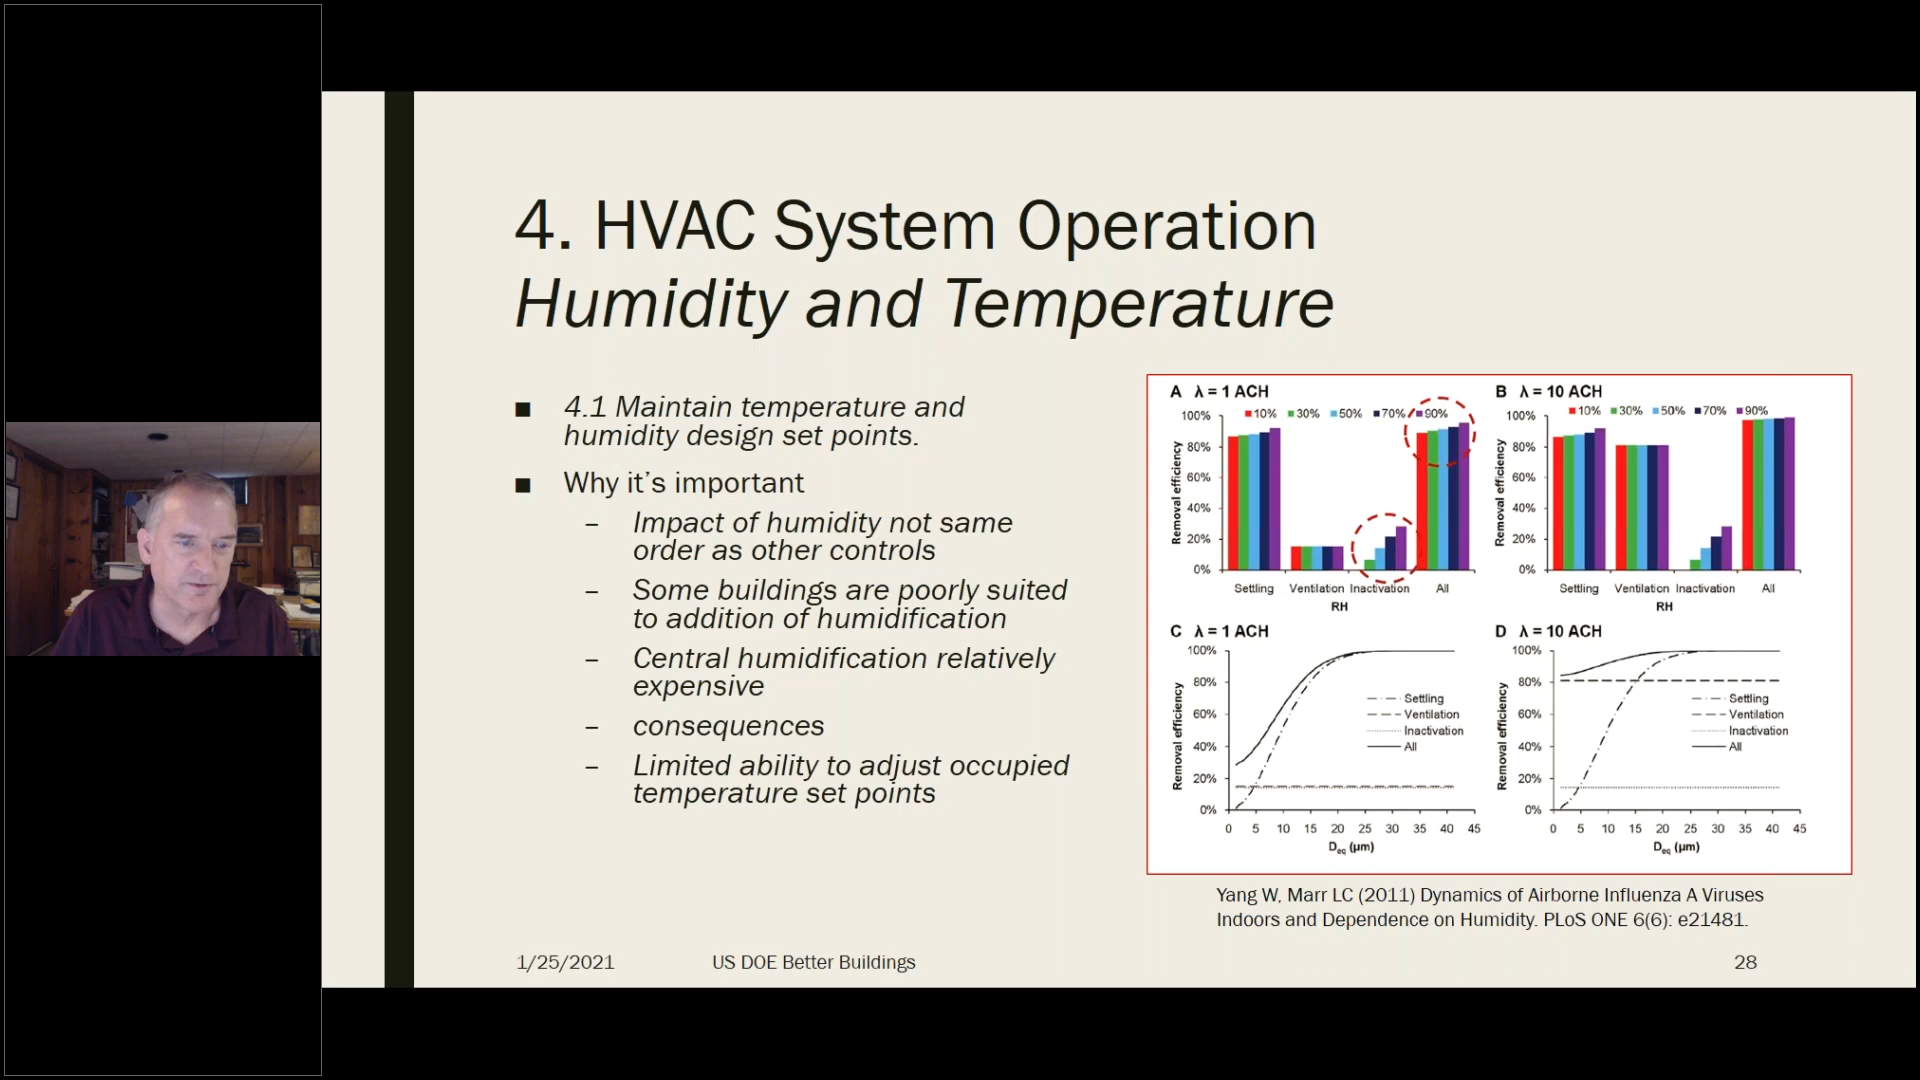 4. HVAC System Operation
Humidity and Temperature
■ 4.1 Maintain temperature and
humidity design set points.
■ Why it’s important
– Impact of humidity not same
order as other controls
– Some buildings are poorly suited
to addition of humidification
– Central humidification relatively
expensive
– consequences
– Limited ability to adjust occupied
temperature set points
A λ = 1 ACH
10% 30% 50% 70% 90%
Removal efficiency
100%
80%
60%
40%
20%
0%
Settling Ventilation Inactivation All
RH
B λ = 10 ACH
10% 30% 50% 70% 90%
Removal efficiency
100%
80%
60%
40%
20%
0%
Settling Ventilation Inactivation All
RH
C λ = 1 ACH
Removal efficiency
100%
80%
60%
40%
20%
0%
Settling
Ventilation
Inactivation
All
0 5 10 15 20 25 30 35 40 45
Deq (µm)
D λ = 10 ACH
Removal efficiency
100%
80%
60%
40%
20%
0%
Settling
Ventilation
Inactivation
All
0 5 10 15 20 25 30 35 40 45
Deq (µm)
Yang W, Marr LC (2011) Dynamics of Airborne Influenza A Viruses
Indoors and Dependence on Humidity. PLoS ONE 6(6): e21481.
1/25/2021 US DOE Better Buildings 28